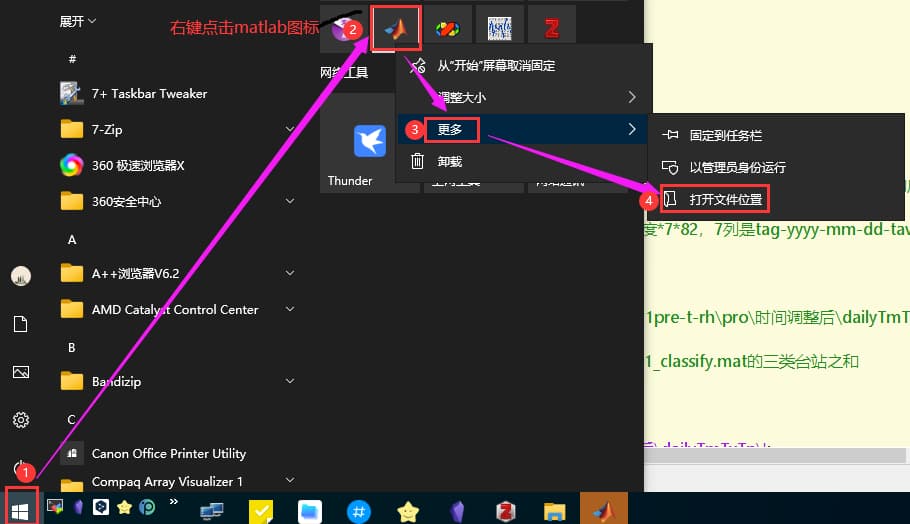 展开
右键点击matlab图标
2
#
网络工具
从“开始”屏幕取消固定
7+ Taskbar Tweaker
调整大小
7-Zip
3
更多
固定到任务栏
360 极速浏览器X
卸载
以管理员身份运行
Thunder
360安全中心
4
打开文件位置
A
度*7*82，7列是tag-yyyy-mm-dd-tav
A++浏览器V6.2
AMD Catalyst Control Center
1pre-t-rh\pro\时间调整后\dailyTmT
B
1_classify.mat的三类台站之和
Bandizip
C
Canon Office Printer Utility
1
Compaq Array Visualizer 1